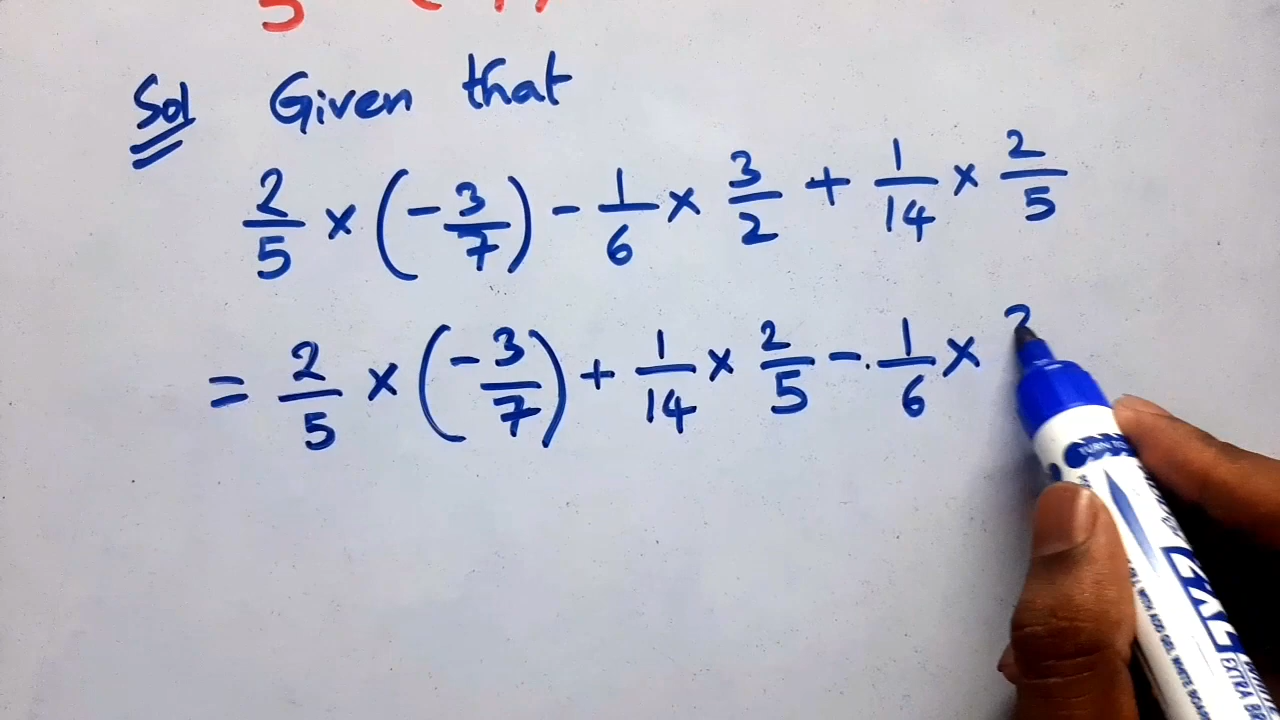 Sol Given that
2/5 × (-3/7) - 1/6 × 3/2 + 1/14 × 2/5
= 2/5 × (-3/7) + 1/14 × 2/5 - 1/6 ×